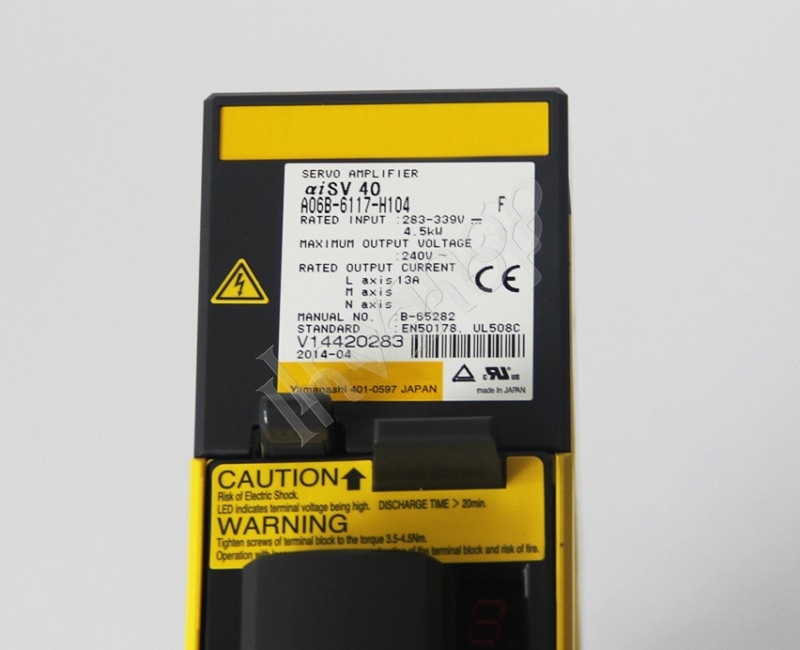 SERVO AMPLIFIER
αiSV 40
A06B-6117-H104 F
RATED INPUT :283-339V ⎓
4.5kW
MAXIMUM OUTPUT VOLTAGE
:240V ~
RATED OUTPUT CURRENT
L axis 13A
M axis
N axis
CE
MANUAL NO. :B-65282
STANDARD :EN50178, UL508C
V14420283
2014-04
c us
Yamanashi 401-0597 JAPAN
made in JAPAN
CAUTION
Risk of Electric Shock.
LED indicates terminal voltage being high. DISCHARGE TIME > 20min.
WARNING
Tighten screws of terminal block to the torque 3.5-4.5Nm.
Operation with of the terminal block and risk of fire.